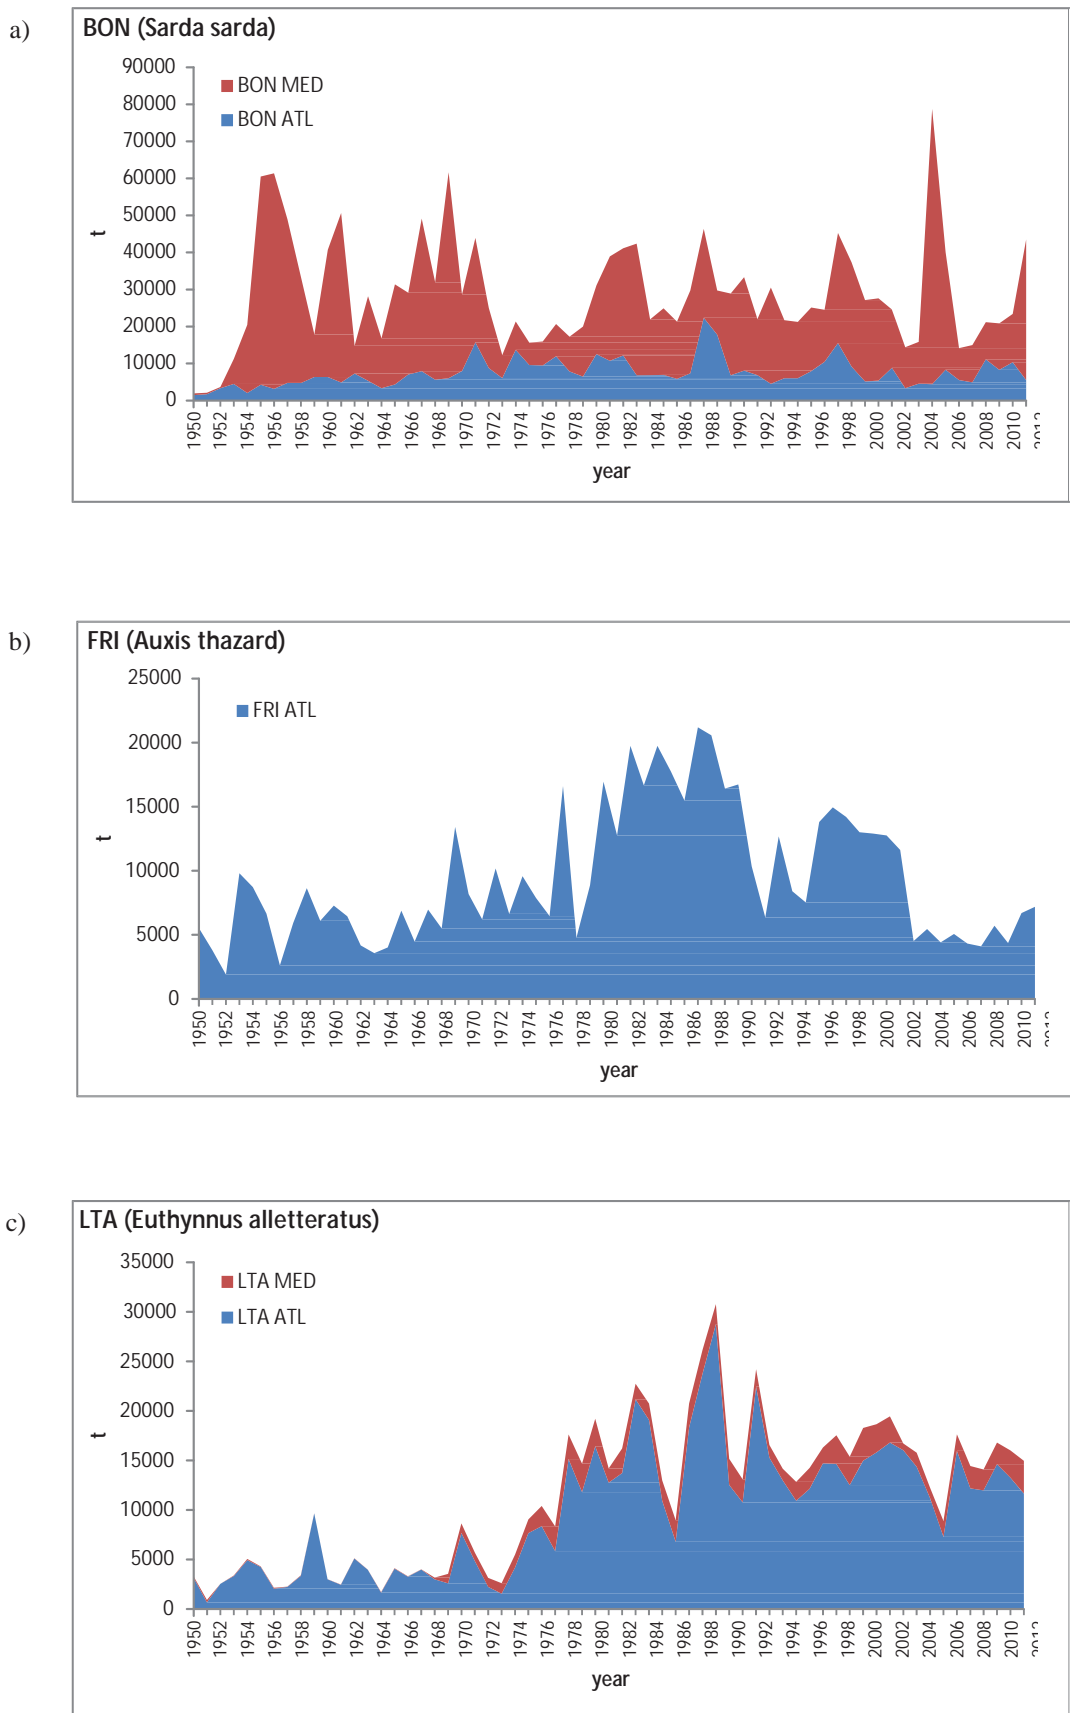 a)
BON (Sarda sarda)
90000
80000
70000
60000
50000
40000
30000
20000
10000
0
t
BON MED
BON ATL
1950 1952 1954 1956 1958 1960 1962 1964 1966 1968 1970 1972 1974 1976 1978 1980 1982 1984 1986 1988 1990 1992 1994 1996 1998 2000 2002 2004 2006 2008 2010
year
b)
FRI (Auxis thazard)
25000
20000
15000
10000
5000
0
t
FRI ATL
1950 1952 1954 1956 1958 1960 1962 1964 1966 1968 1970 1972 1974 1976 1978 1980 1982 1984 1986 1988 1990 1992 1994 1996 1998 2000 2002 2004 2006 2008 2010
year
c)
LTA (Euthynnus alletteratus)
35000
30000
25000
20000
15000
10000
5000
0
t
LTA MED
LTA ATL
1950 1952 1954 1956 1958 1960 1962 1964 1966 1968 1970 1972 1974 1976 1978 1980 1982 1984 1986 1988 1990 1992 1994 1996 1998 2000 2002 2004 2006 2008 2010
year